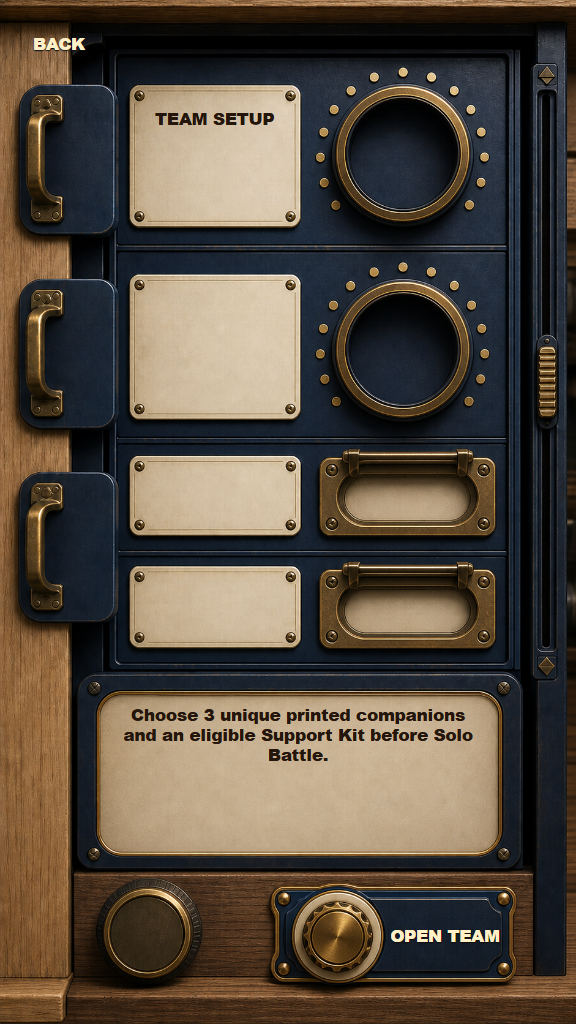 BACK
TEAM SETUP
Choose 3 unique printed companions
and an eligible Support Kit before Solo
Battle.
OPEN TEAM